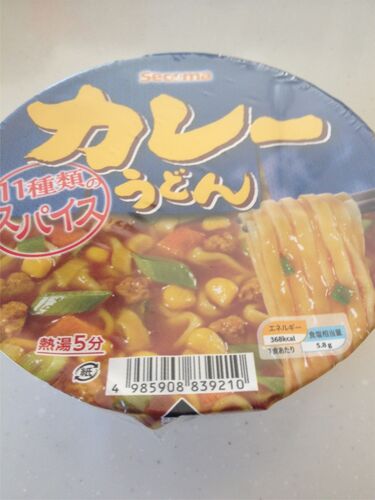 Secoma
カレー
うどん
11種類の
スパイス
熱湯5分
紙
4 985908 839210
エネルギー
368kcal
1食あたり
食塩相当量
5.8g